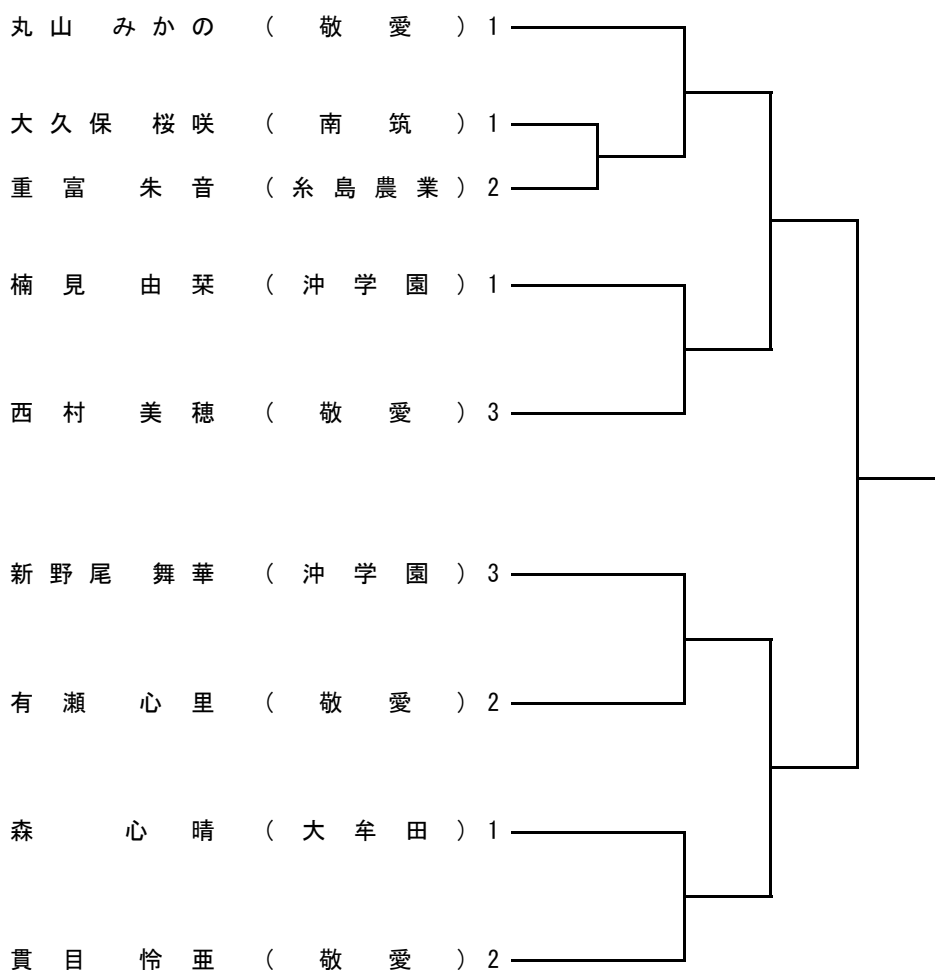 丸山 みかの (敬愛) 1
大久保 桜咲 (南筑) 1
重富 朱音 (糸島農業) 2
楠見 由栞 (沖学園) 1
西村 美穂 (敬愛) 3
新野尾 舞華 (沖学園) 3
有瀬 心里 (敬愛) 2
森 心晴 (大牟田) 1
貫目 怜亜 (敬愛) 2